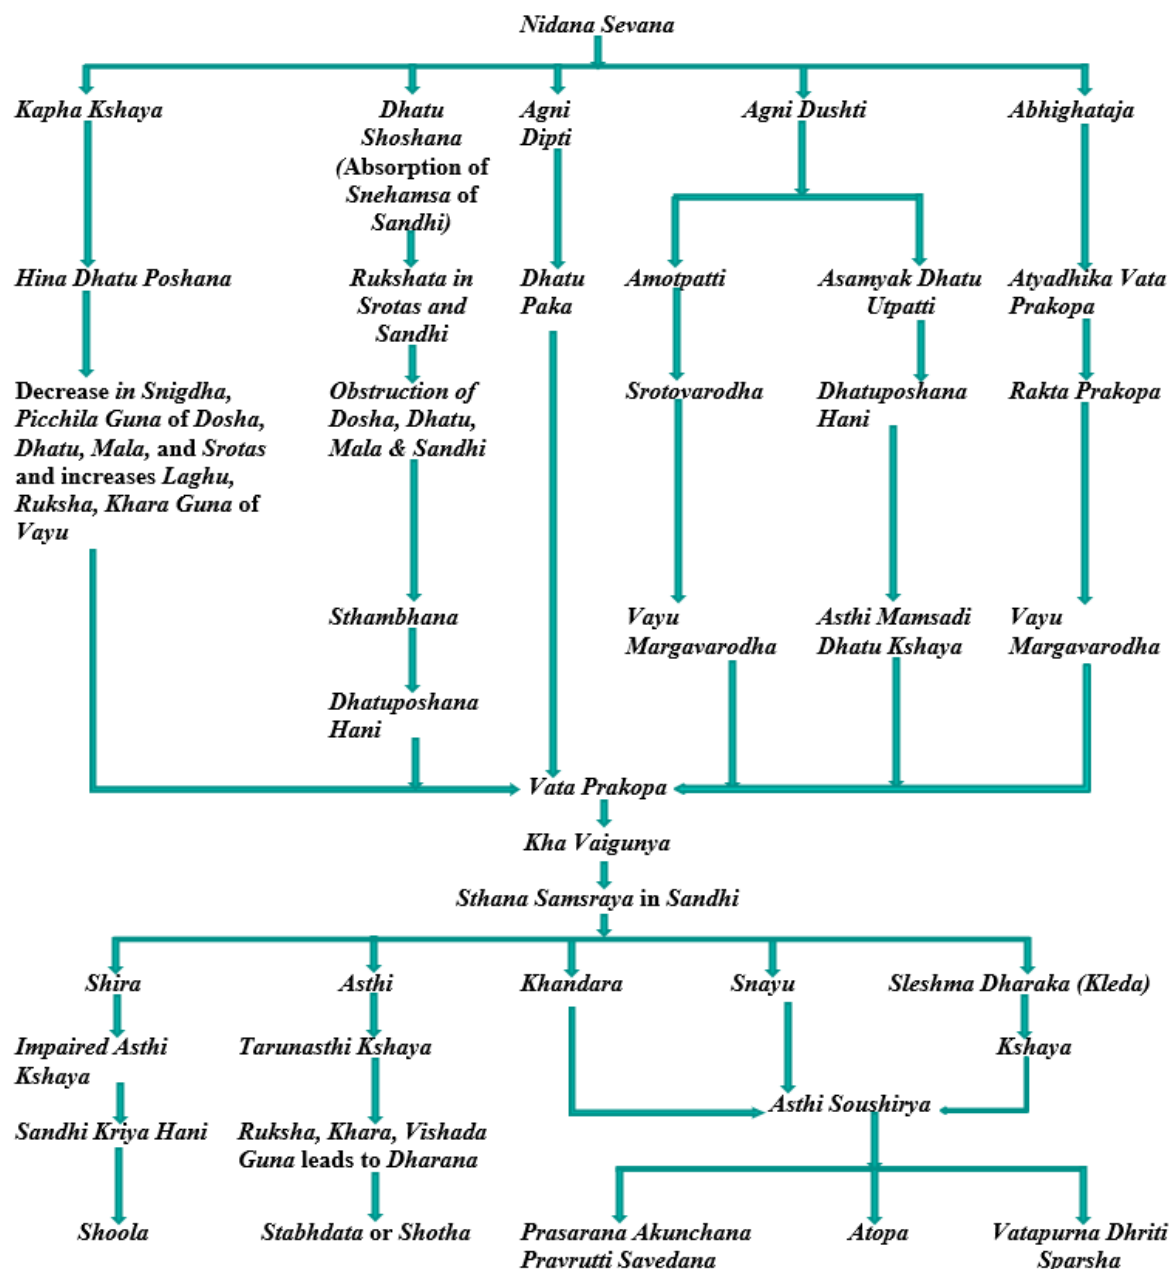 Nidana Sevana
Kapha Kshaya
Dhatu
Shoshana
(Absorption of
Snehamsa of
Sandhi)
Agni
Dipti
Agni Dushti
Abhighataja
Hina Dhatu Poshana
Rukshata in
Srotas and
Sandhi
Dhatu
Paka
Amotpatti
Asamyak Dhatu
Utpatti
Atyadhika Vata
Prakopa
Decrease in Snigdha,
Picchila Guna of Dosha,
Dhatu, Mala, and Srotas
and increases Laghu,
Ruksha, Khara Guna of
Vayu
Obstruction of
Dosha, Dhatu,
Mala & Sandhi
Srotovarodha
Dhatuposhana
Hani
Rakta Prakopa
Sthambhana
Vayu
Margavarodha
Asthi Mamsadi
Dhatu Kshaya
Vayu
Margavarodha
Dhatuposhana
Hani
Vata Prakopa
Kha Vaigunya
Sthana Samsraya in Sandhi
Shira
Asthi
Khandara
Snayu
Sleshma Dharaka (Kleda)
Impaired Asthi
Kshaya
Tarunasthi Kshaya
Kshaya
Asthi Soushirya
Sandhi Kriya Hani
Ruksha, Khara, Vishada
Guna leads to Dharana
Shoola
Stabhdata or Shotha
Prasarana Akunchana
Pravrutti Savedana
Atopa
Vatapurna Dhriti
Sparsha